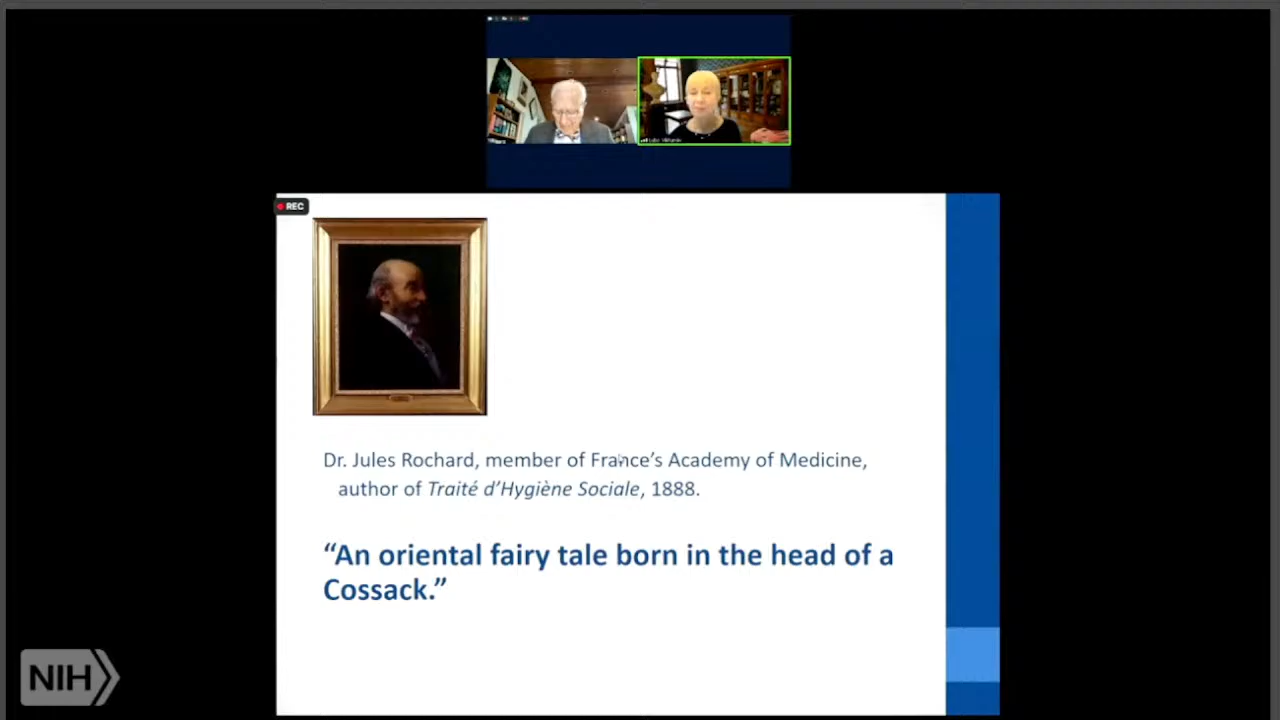 REC
Dr. Jules Rochard, member of France’s Academy of Medicine,
author of Traité d’Hygiène Sociale, 1888.
“An oriental fairy tale born in the head of a
Cossack.”
NIH